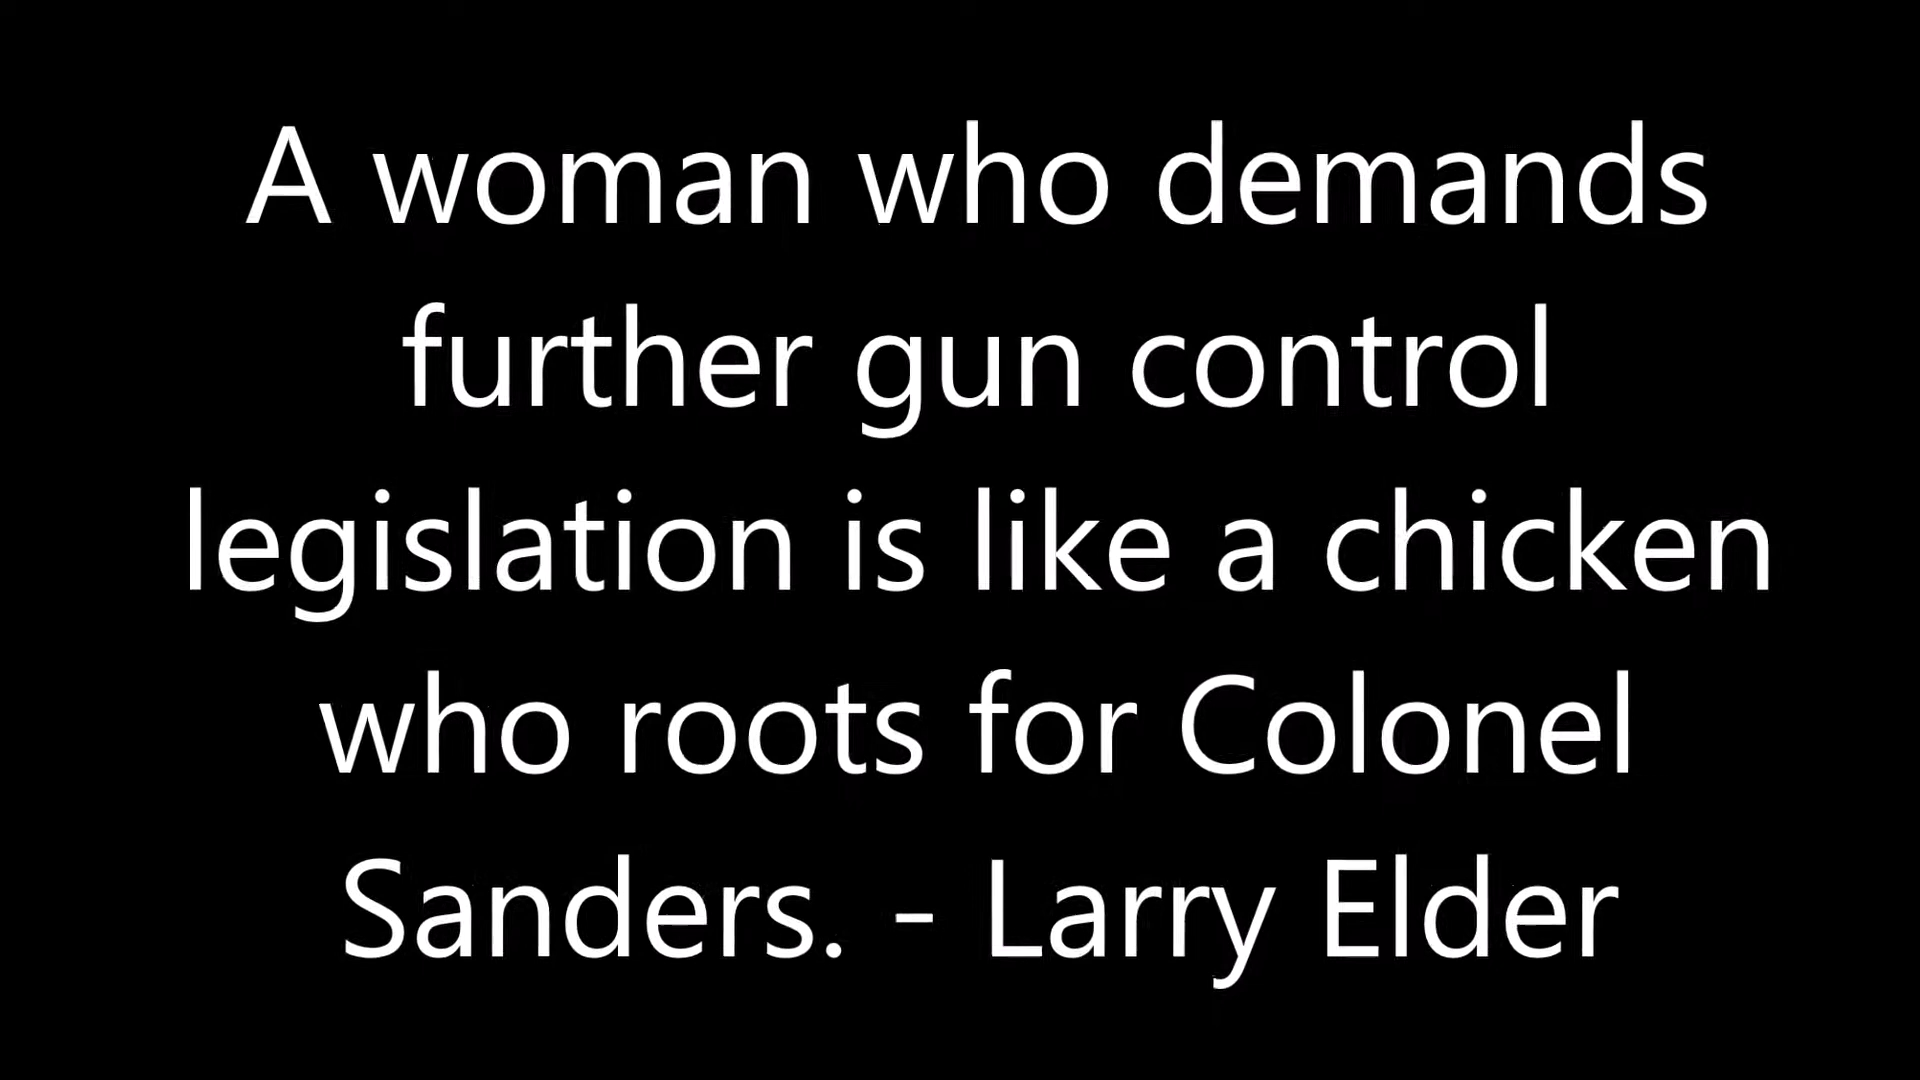 A woman who demands
further gun control
legislation is like a chicken
who roots for Colonel
Sanders. - Larry Elder